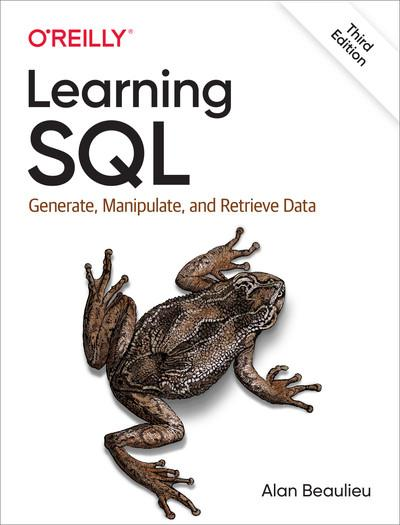 O'REILLY®
Third
Edition
Learning
SQL
Generate, Manipulate, and Retrieve Data
Alan Beaulieu